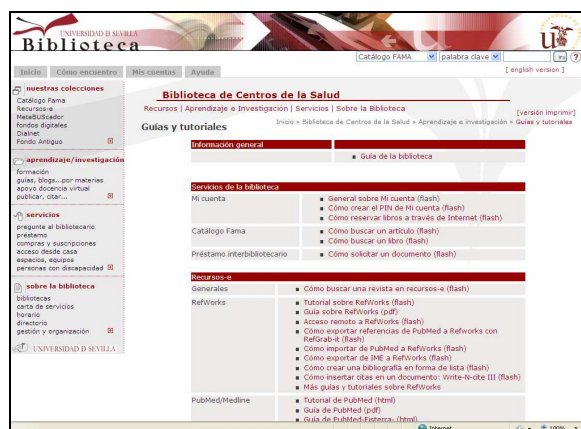 UNIVERSIDAD D SEVILLA
Biblioteca
Catálogo FAMA palabra clave Ir ?
Inicio Cómo encuentro Mis cuentas Ayuda
[ english version ]
nuestras colecciones
Catálogo Fama
Recursos-e
MetaBUScador
fondos digitales
Dialnet
Fondo Antiguo
aprendizaje/investigación
formación
guías, blogs...por materias
apoyo docencia virtual
publicar, citar...
servicios
pregunte al bibliotecario
préstamo
compras y suscripciones
acceso desde casa
espacios, equipos
personas con discapacidad
sobre la biblioteca
bibliotecas
carta de servicios
horario
directorio
gestión y organización
UNIVERSIDAD D SEVILLA
Biblioteca de Centros de la Salud
Recursos | Aprendizaje e Investigación | Servicios | Sobre la Biblioteca
[versión imprimir]
Inicio » Biblioteca de Centros de la Salud » Aprendizaje e investigación » Guías y tutoriales
Guías y tutoriales
Información general
Guía de la biblioteca
Servicios de la biblioteca
Mi cuenta
General sobre Mi cuenta (flash)
Cómo crear el PIN de Mi cuenta (flash)
Cómo reservar libros a través de Internet (flash)
Catálogo Fama
Cómo buscar un artículo (flash)
Cómo buscar un libro (flash)
Préstamo interbibliotecario
Cómo solicitar un documento (flash)
Recursos-e
Generales
Cómo buscar una revista en recursos-e (flash)
RefWorks
Tutorial sobre RefWorks (flash)
Guía sobre RefWorks (pdf)
Acceso remoto a RefWorks (flash)
Cómo exportar referencias de PubMed a Refworks con
RefGrab-it (flash)
Cómo importar de PubMed a RefWorks (flash)
Cómo exportar de IME a RefWorks (flash)
Cómo crear una bibliografía en forma de lista (flash)
Cómo insertar citas en un documento: Write-N-cite III (flash)
Más guías y tutoriales sobre RefWorks
PubMed/Medline
Tutorial de PubMed (html)
Guía de PubMed (pdf)
Guía de PubMed-Fisterra- (html)
Internet 100%